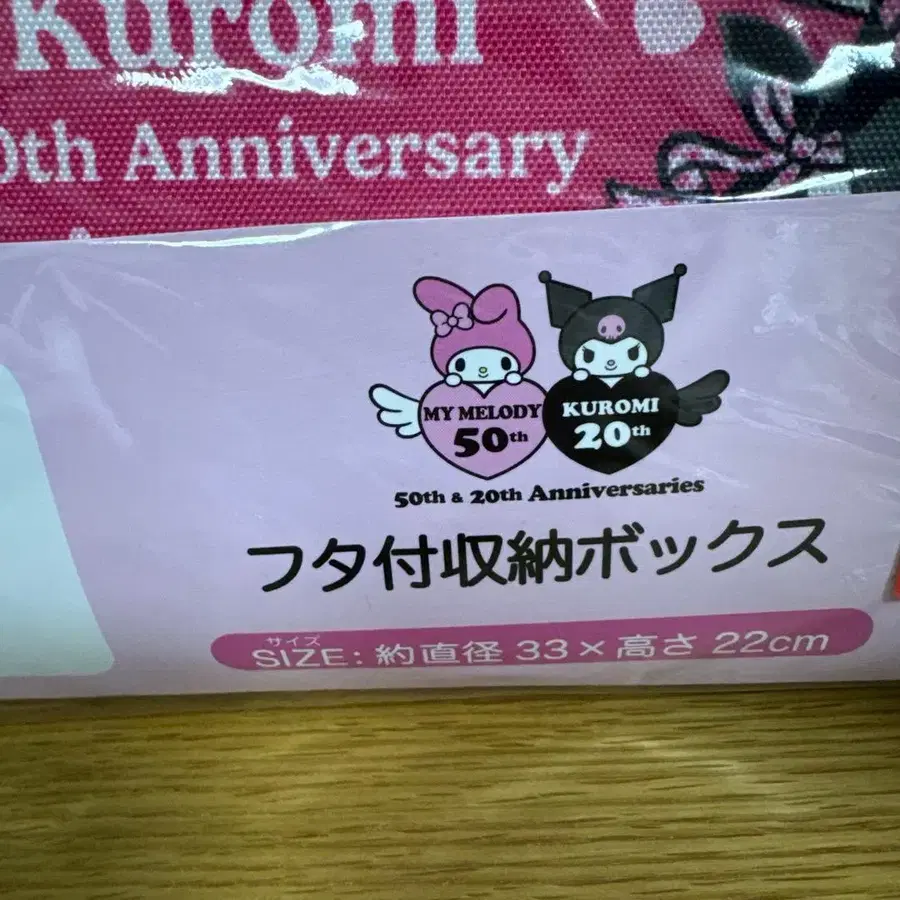 kuromi
0th Anniversary
MY MELODY
50th
KUROMI
20th
50th & 20th Anniversaries
フタ付収納ボックス
サイズ
SIZE: 約直径 33 × 高さ 22cm